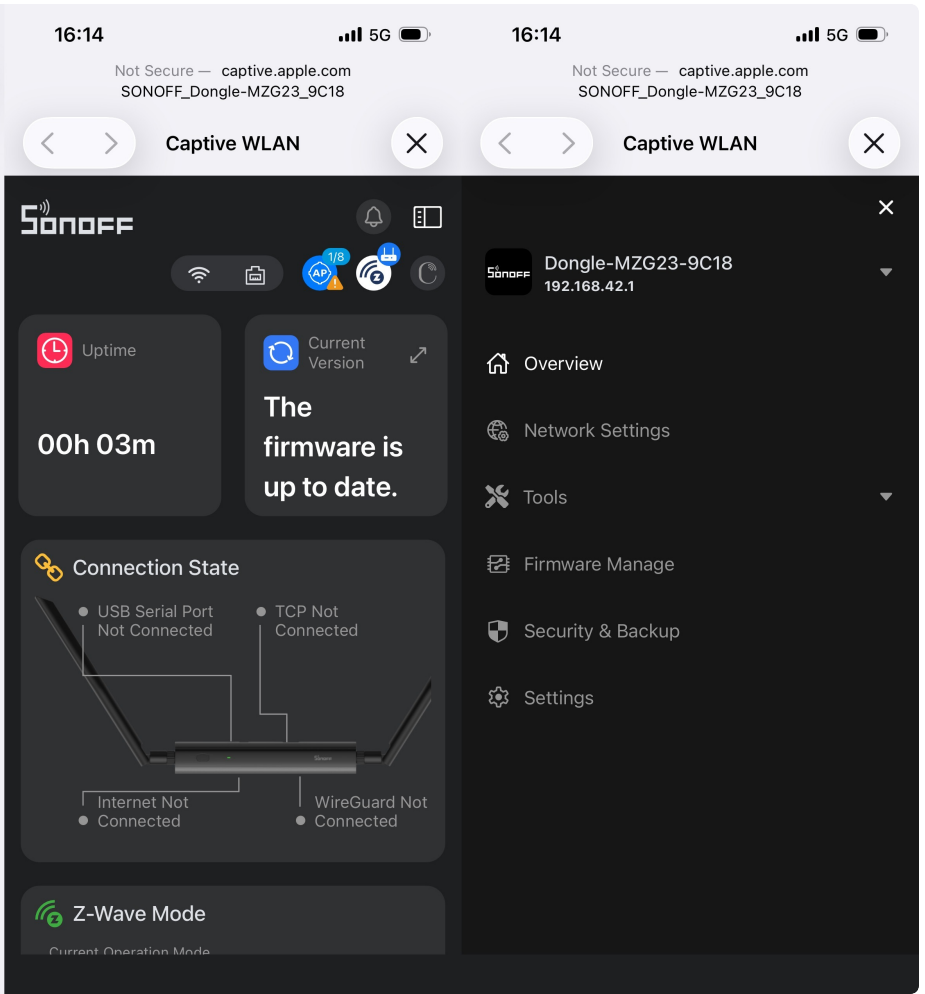 16:14
5G
Not Secure — captive.apple.com
SONOFF_Dongle-MZG23_9C18
Captive WLAN
SONOFF
1/8
AP
Z
Uptime
00h 03m
Current
Version
The
firmware is
up to date.
Connection State
USB Serial Port
Not Connected
TCP Not
Connected
SONOFF
Internet Not
Connected
WireGuard Not
Connected
Z
Z-Wave Mode
Current Operation Mode
16:14
5G
Not Secure — captive.apple.com
SONOFF_Dongle-MZG23_9C18
Captive WLAN
SONOFF
Dongle-MZG23-9C18
192.168.42.1
Overview
Network Settings
Tools
Firmware Manage
Security & Backup
Settings